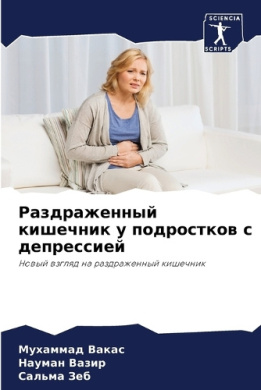 SCIENCIA
SCRIPTS
Раздраженный
кишечник у подростков с
депрессией
Новый взгляд на раздраженный кишечник
Мухаммад Вакас
Науман Вазир
Сальма Зеб